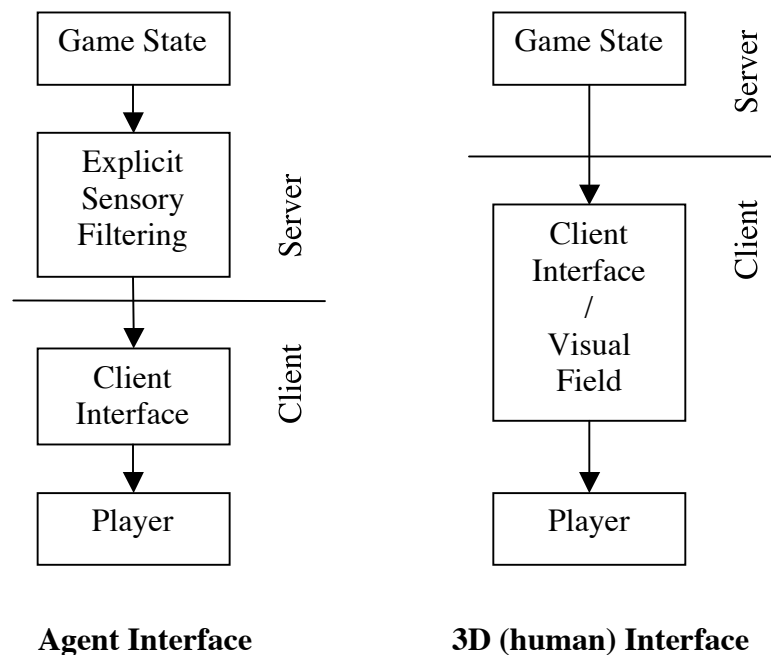 Game State
Explicit
Sensory
Filtering
Server
Client
Interface
Client
Player
Agent Interface
Game State
Server
Client
Interface
/
Visual
Field
Client
Player
3D (human) Interface